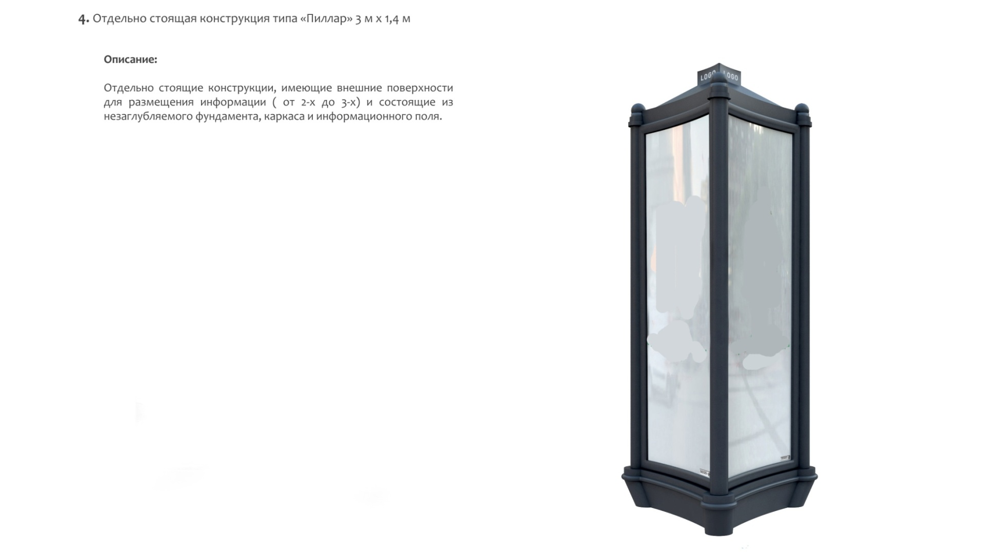 4. Отдельно стоящая конструкция типа «Пиллар» 3 м х 1,4 м
Описание:
Отдельно стоящие конструкции, имеющие внешние поверхности
для размещения информации ( от 2-х до 3-х) и состоящие из
незаглубляемого фундамента, каркаса и информационного поля.
LOGO LOGO